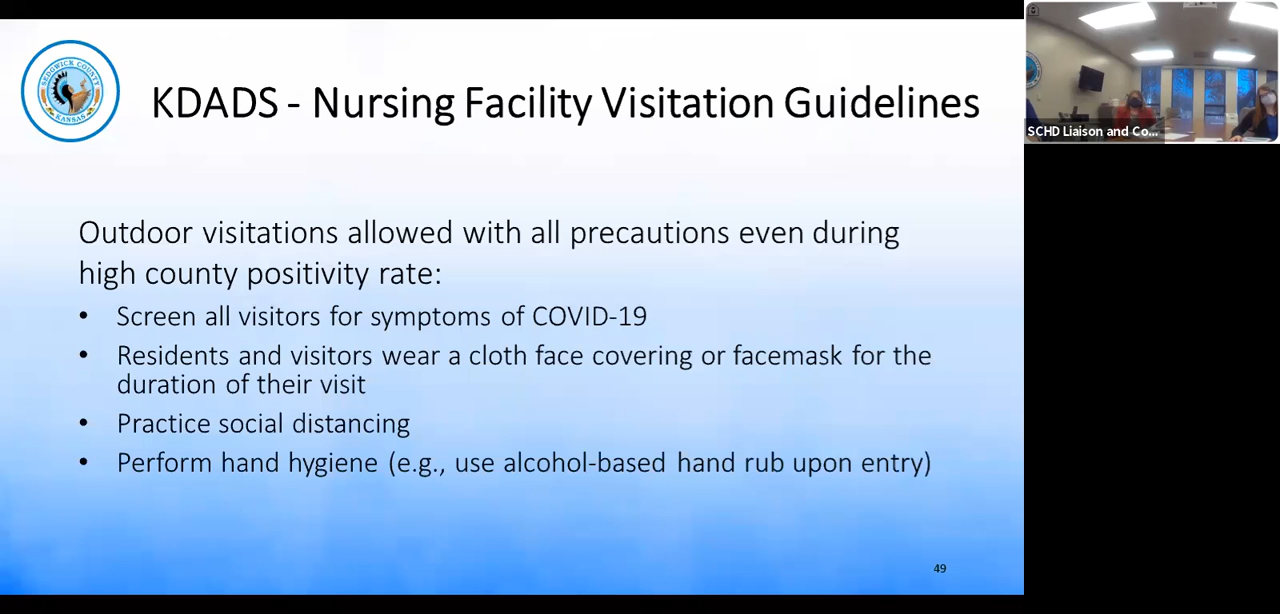 KDADS - Nursing Facility Visitation Guidelines
SEDGWICK COUNTY
KANSAS
SCHD Liaison and Co...
Outdoor visitations allowed with all precautions even during
high county positivity rate:
• Screen all visitors for symptoms of COVID-19
• Residents and visitors wear a cloth face covering or facemask for the
duration of their visit
• Practice social distancing
• Perform hand hygiene (e.g., use alcohol-based hand rub upon entry)
49